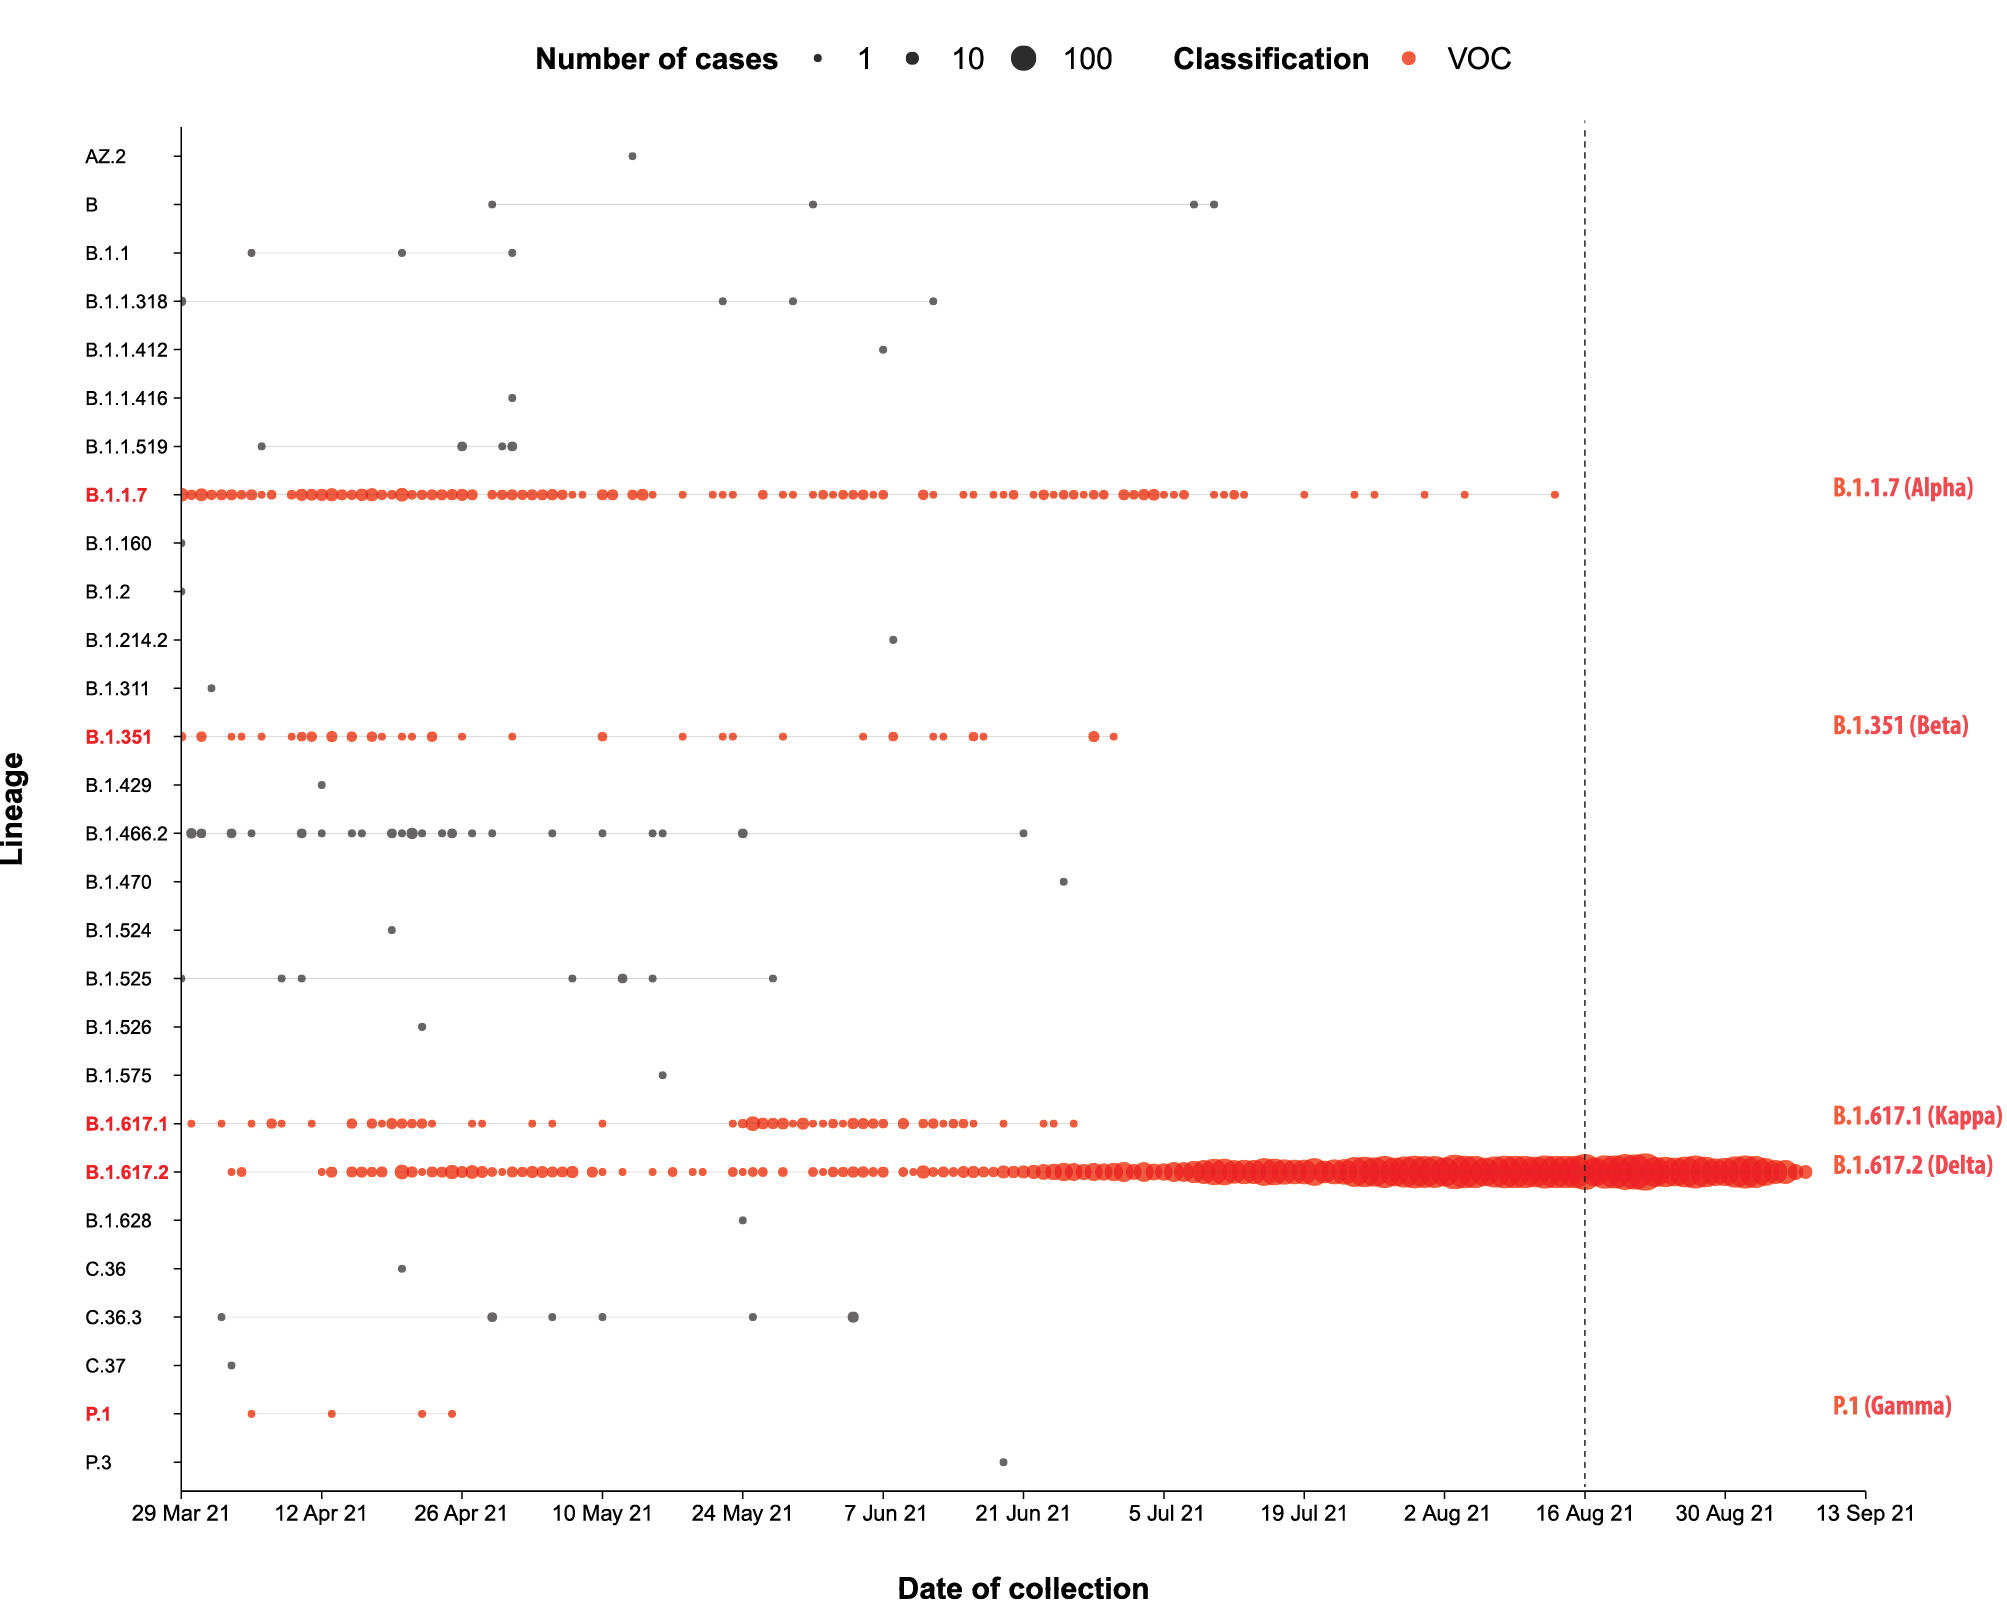 Number of cases 1 10 100 Classification VOC
AZ.2
B
B.1.1
B.1.1.318
B.1.1.412
B.1.1.416
B.1.1.519
B.1.1.7 B.1.1.7 (Alpha)
B.1.160
B.1.2
B.1.214.2
B.1.311
B.1.351 B.1.351 (Beta)
B.1.429
B.1.466.2
B.1.470
B.1.524
B.1.525
B.1.526
B.1.575
B.1.617.1 B.1.617.1 (Kappa)
B.1.617.2 B.1.617.2 (Delta)
B.1.628
C.36
C.36.3
C.37
P.1 P.1 (Gamma)
P.3
Lineage
29 Mar 21 12 Apr 21 26 Apr 21 10 May 21 24 May 21 7 Jun 21 21 Jun 21 5 Jul 21 19 Jul 21 2 Aug 21 16 Aug 21 30 Aug 21 13 Sep 21
Date of collection